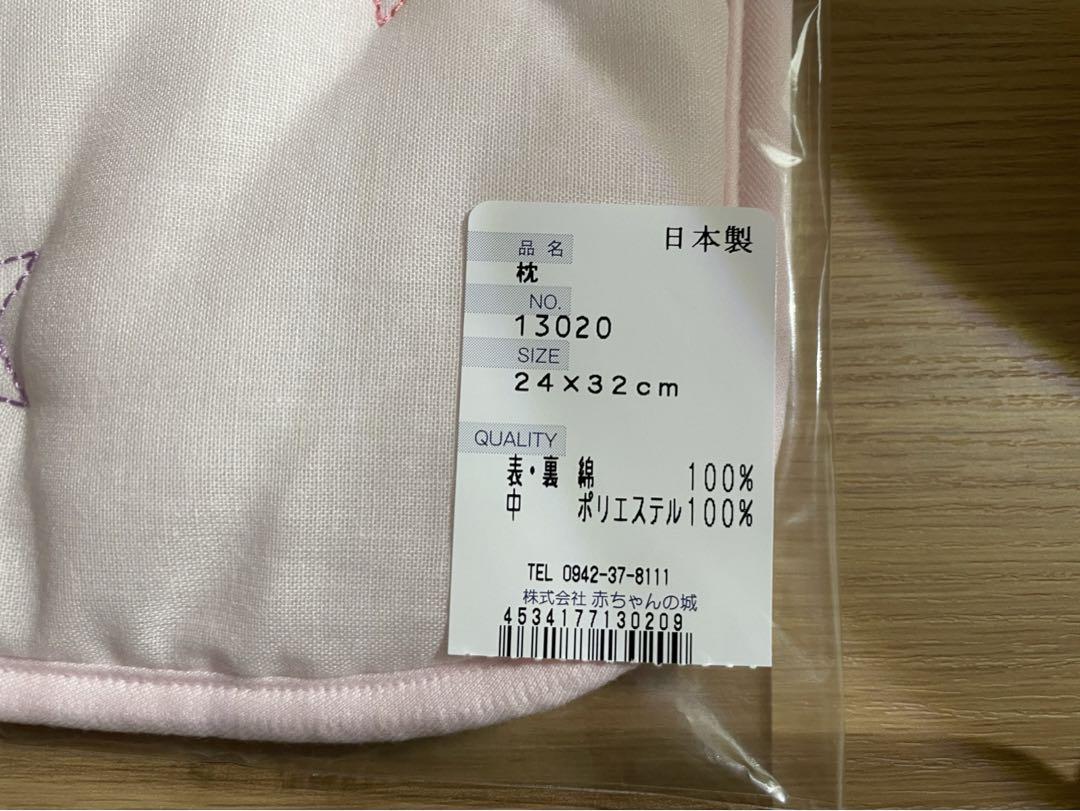 日本製
品 名
枕
NO.
13020
SIZE
24×32cm
QUALITY
表・裏 綿 100%
中 ポリエステル100%
TEL 0942-37-8111
株式会社 赤ちゃんの城
4534177130209